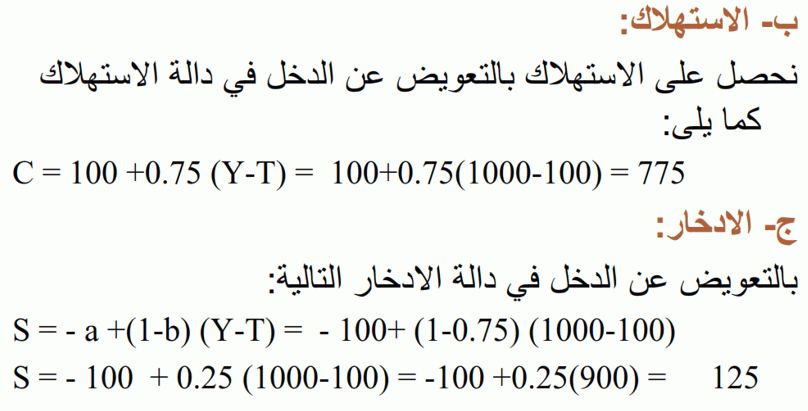 ب- الاستهلاك:
نحصل على الاستهلاك بالتعويض عن الدخل في دالة الاستهلاك
كما يلى:
C = 100 +0.75 (Y-T) = 100+0.75(1000-100) = 775
ج- الادخار:
بالتعويض عن الدخل في دالة الادخار التالية:
S = - a +(1-b) (Y-T) = - 100+ (1-0.75) (1000-100)
S = - 100 + 0.25 (1000-100) = -100 +0.25(900) = 125